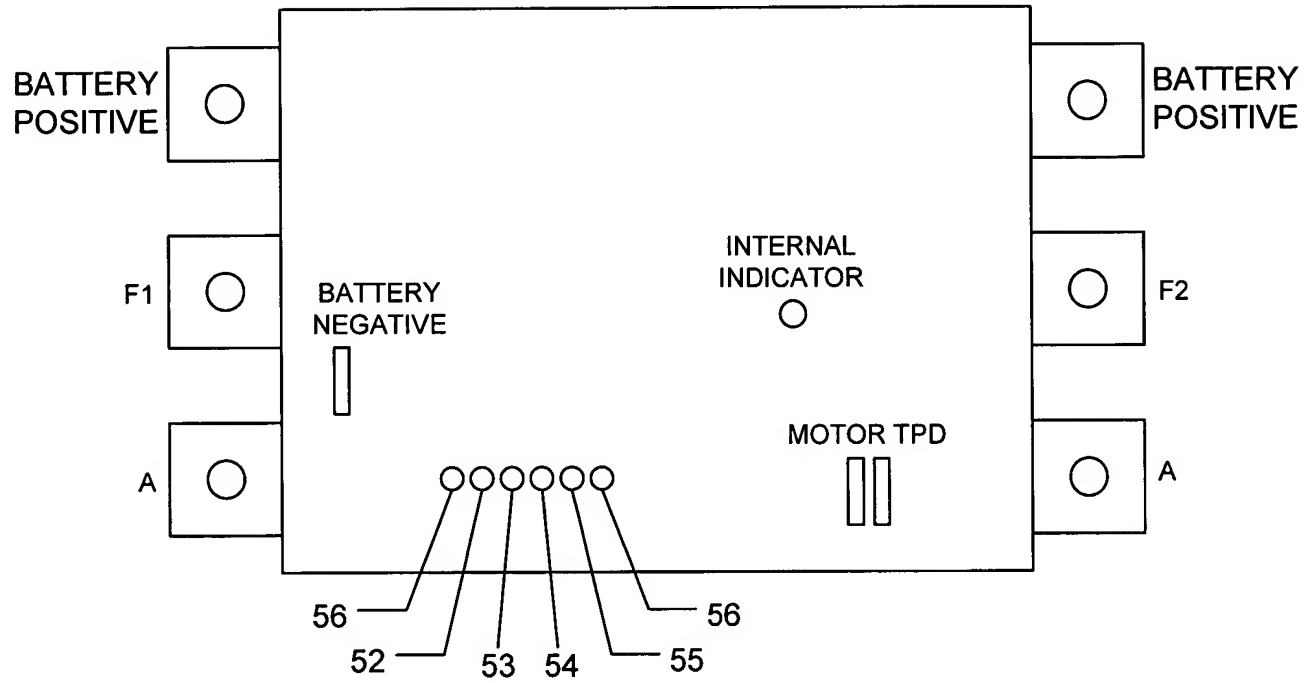 BATTERY
POSITIVE
BATTERY
POSITIVE
F1
BATTERY
NEGATIVE
INTERNAL
INDICATOR
F2
A
MOTOR TPD
A
56
56
52
53
54
55